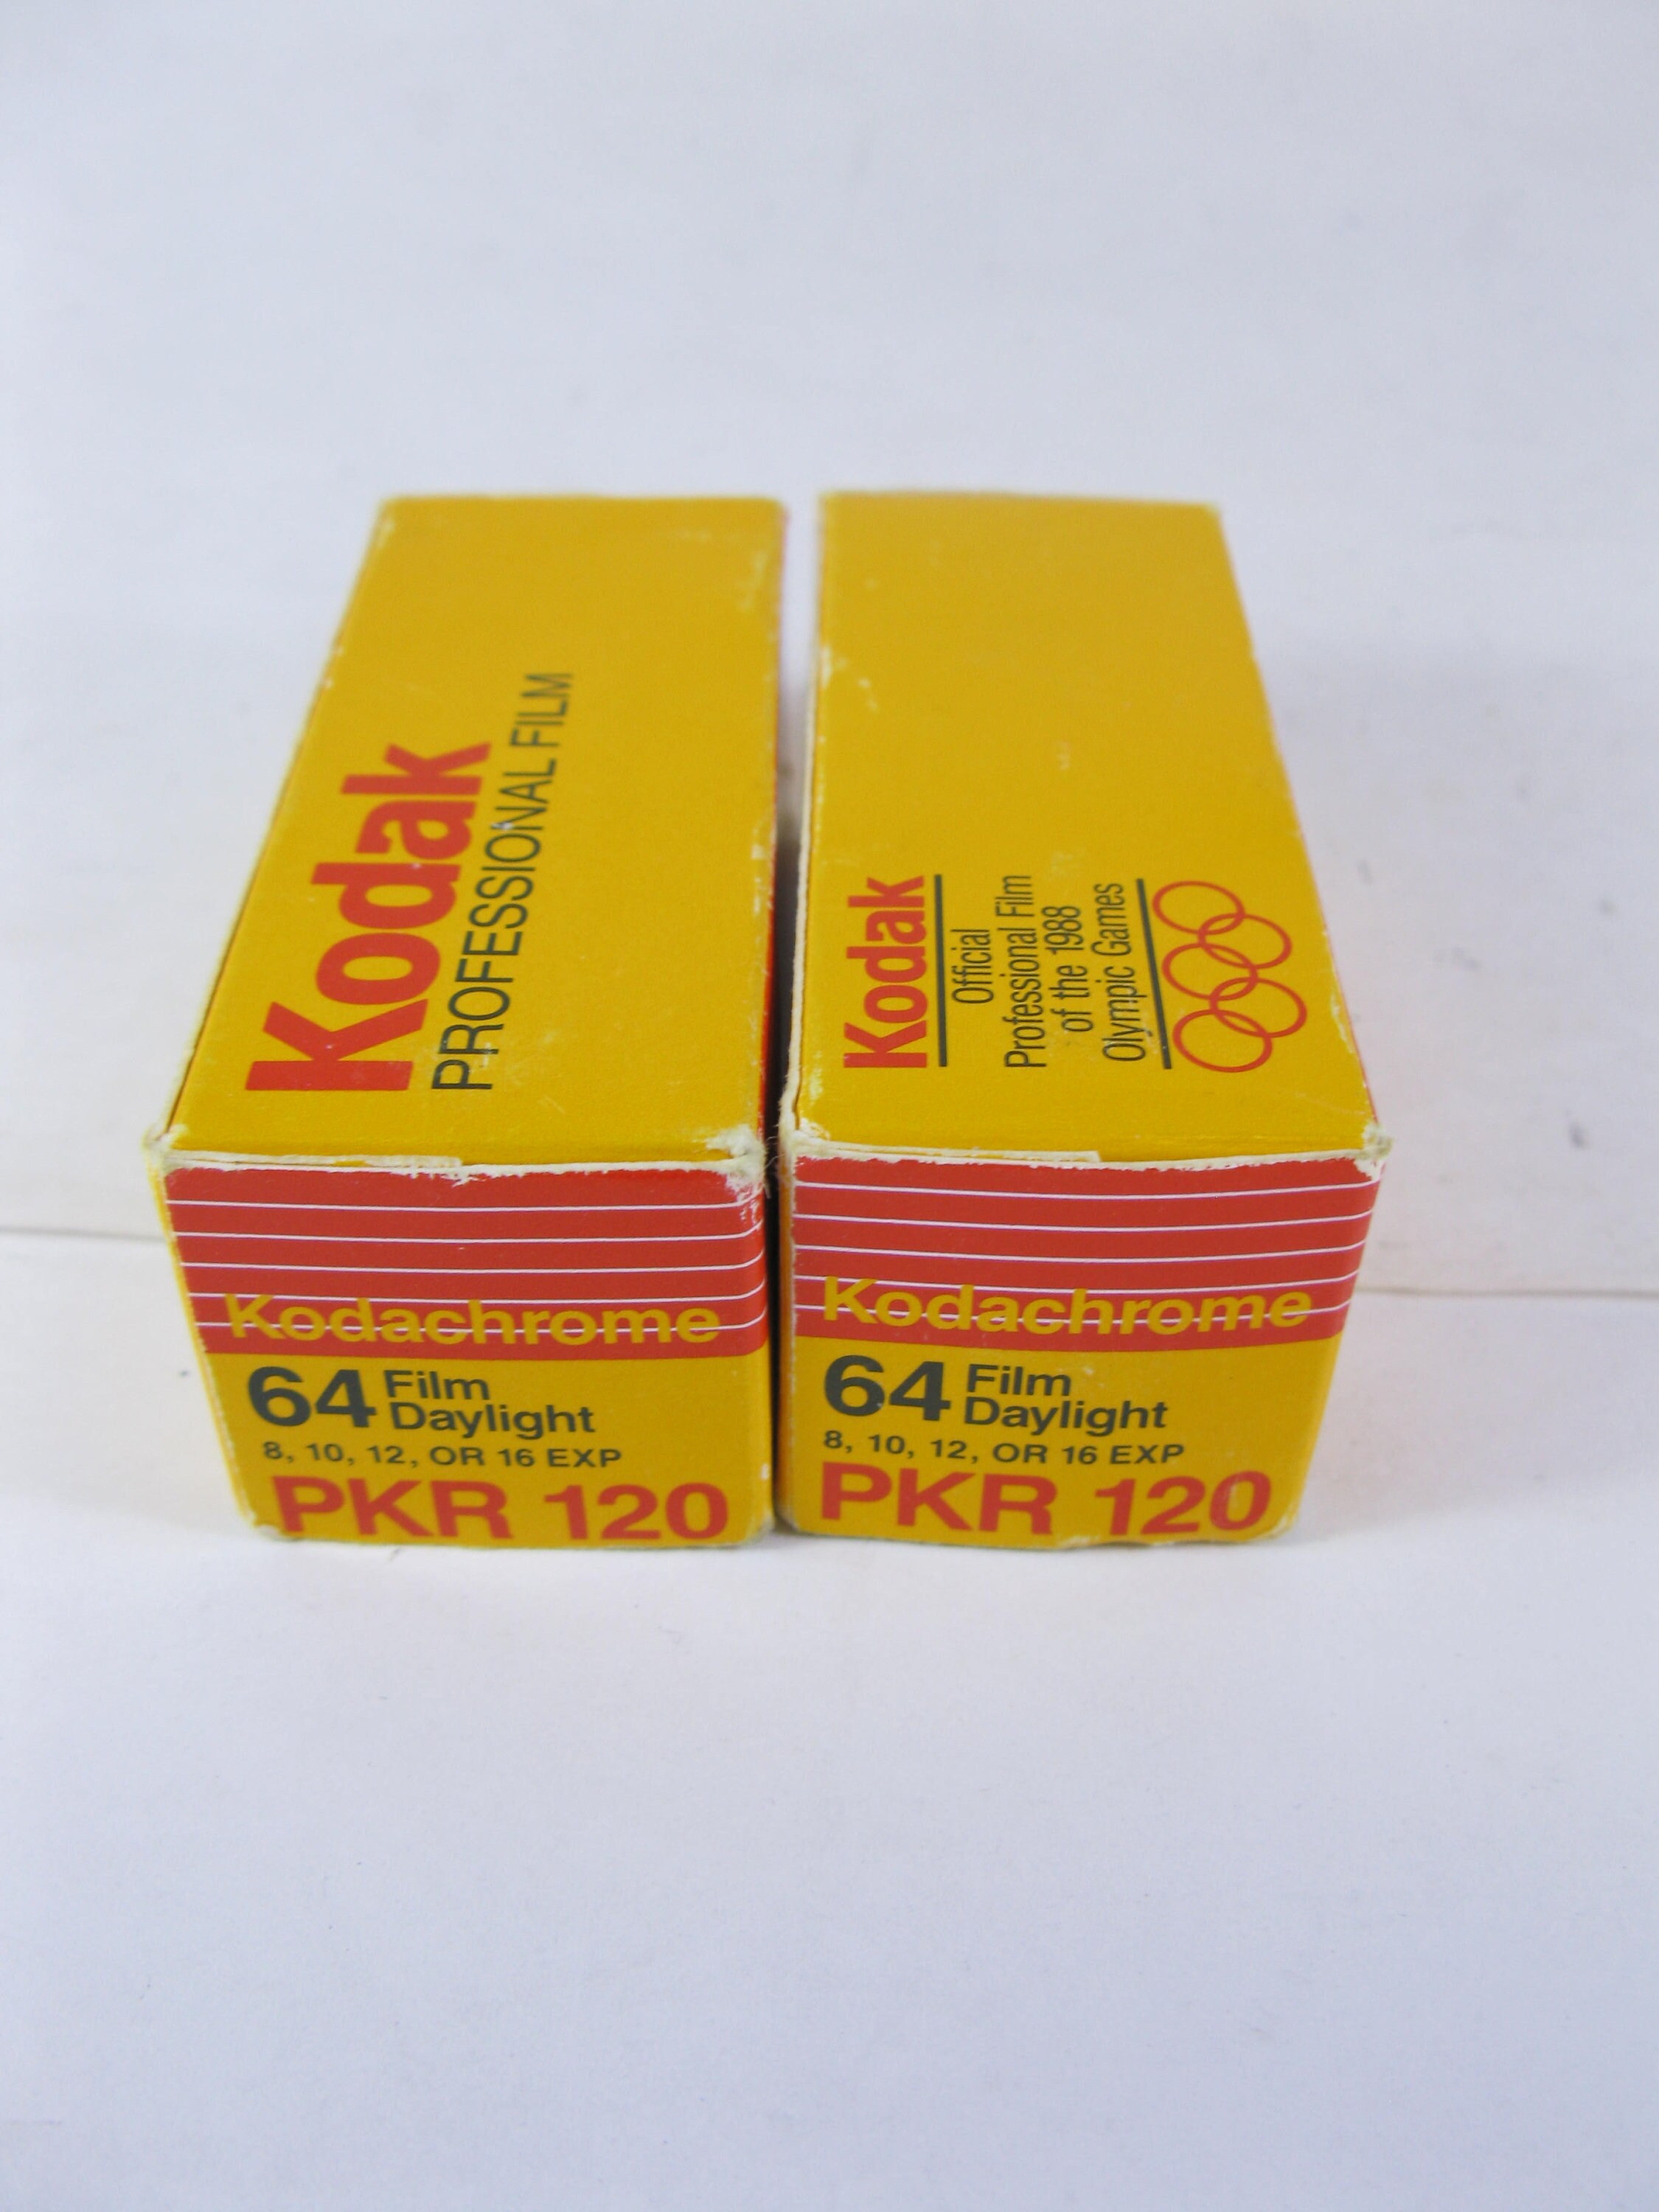 Kodak
PROFESSIONAL FILM
Kodachrome
64 Film
Daylight
8, 10, 12, OR 16 EXP
PKR 120
Kodak
Official
Professional Film
of the 1988
Olympic Games
Kodachrome
64 Film
Daylight
8, 10, 12, OR 16 EXP
PKR 120